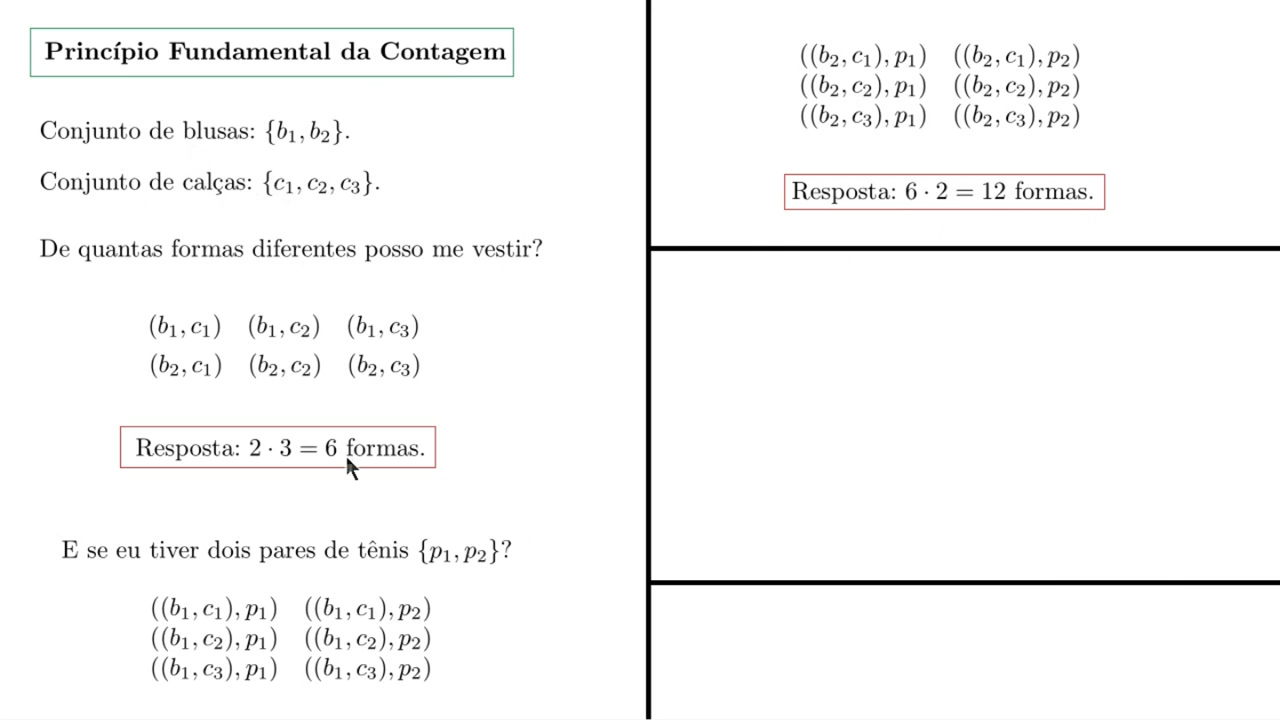 Princípio Fundamental da Contagem
Conjunto de blusas: {b₁, b₂}.
Conjunto de calças: {c₁, c₂, c₃}.
De quantas formas diferentes posso me vestir?
(b₁, c₁) (b₁, c₂) (b₁, c₃)
(b₂, c₁) (b₂, c₂) (b₂, c₃)
Resposta: 2 · 3 = 6 formas.
E se eu tiver dois pares de tênis {p₁, p₂}?
((b₁, c₁), p₁) ((b₁, c₁), p₂)
((b₁, c₂), p₁) ((b₁, c₂), p₂)
((b₁, c₃), p₁) ((b₁, c₃), p₂)
((b₂, c₁), p₁) ((b₂, c₁), p₂)
((b₂, c₂), p₁) ((b₂, c₂), p₂)
((b₂, c₃), p₁) ((b₂, c₃), p₂)
Resposta: 6 · 2 = 12 formas.